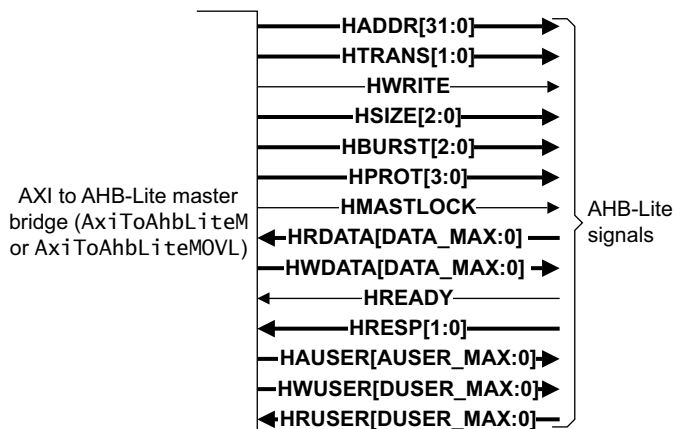 HADDR[31:0]
HTRANS[1:0]
HWRITE
HSIZE[2:0]
HBURST[2:0]
HPROT[3:0]
HMASTLOCK
HRDATA[DATA_MAX:0]
HWDATA[DATA_MAX:0]
HREADY
HRESP[1:0]
HAUSER[AUSER_MAX:0]
HWUSER[DUSER_MAX:0]
HRUSER[DUSER_MAX:0]
AXI to AHB-Lite master
bridge (AxiToAhbLiteM
or AxiToAhbLiteMOVL)
AHB-Lite
signals